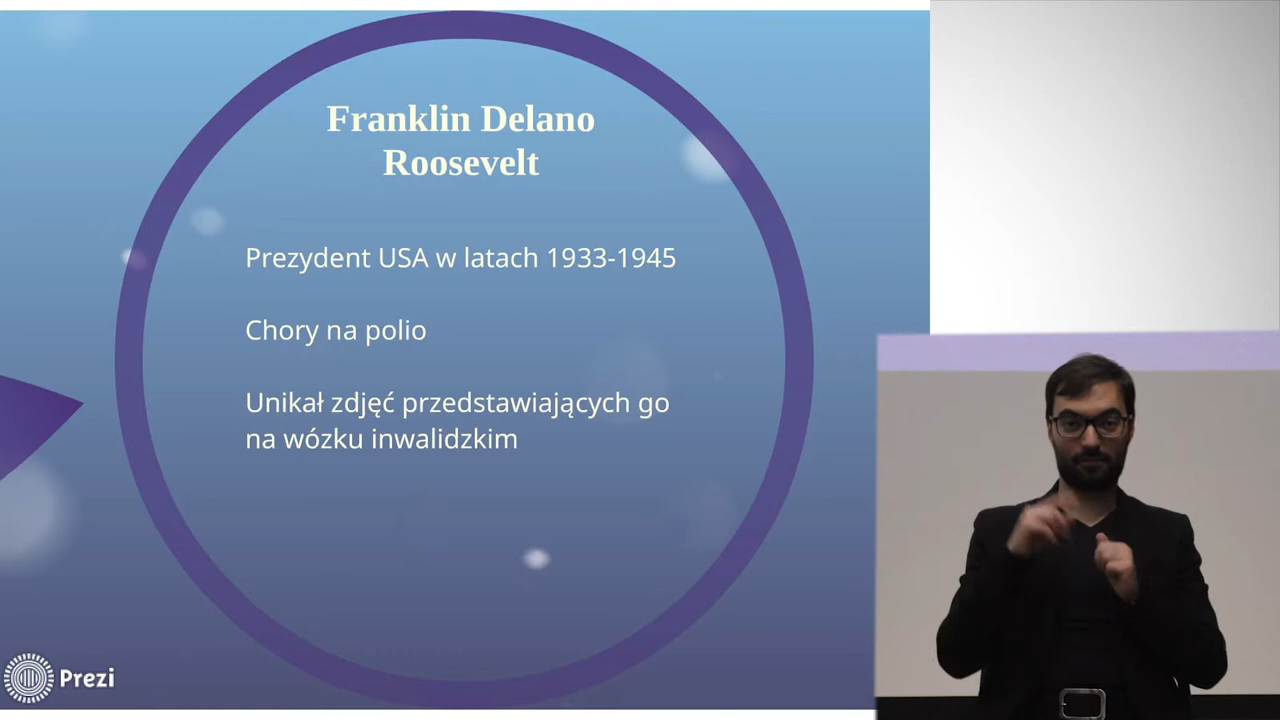 Franklin Delano
Roosevelt
Prezydent USA w latach 1933-1945
Chory na polio
Unikał zdjęć przedstawiających go
na wózku inwalidzkim
Prezi